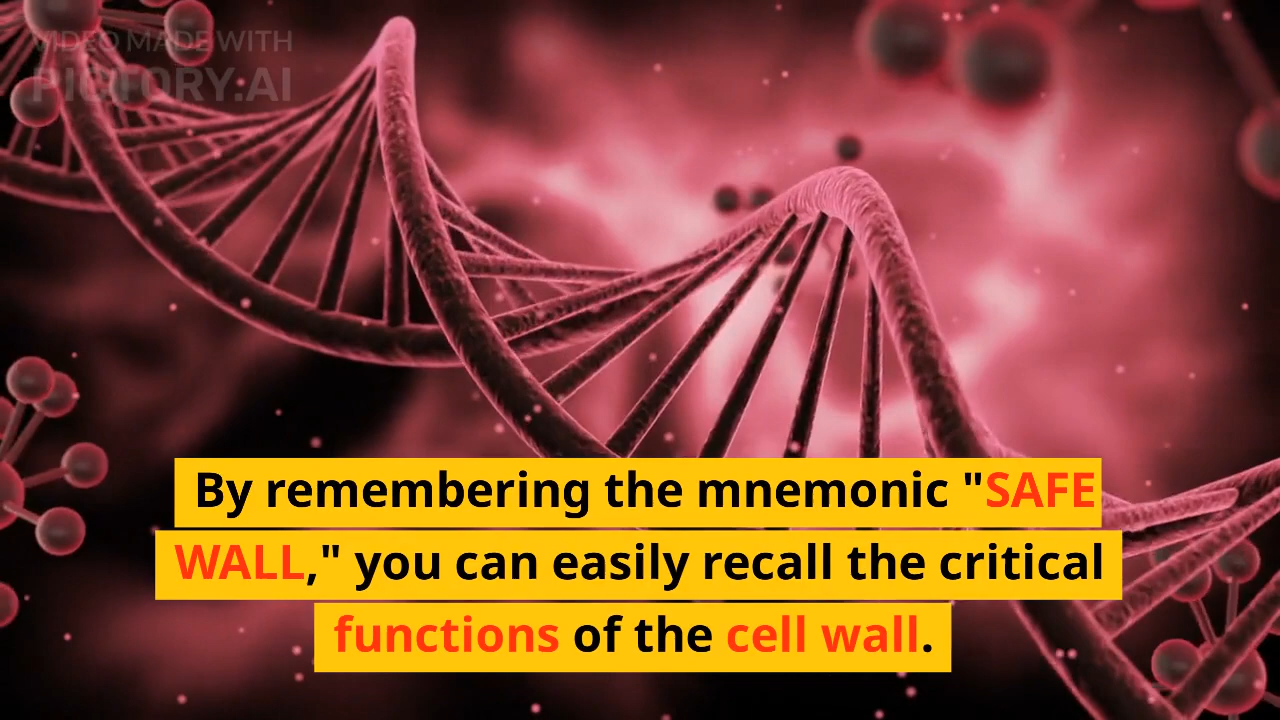 VIDEO MADE WITH
PICTORY.AI
By remembering the mnemonic "SAFE
WALL," you can easily recall the critical
functions of the cell wall.